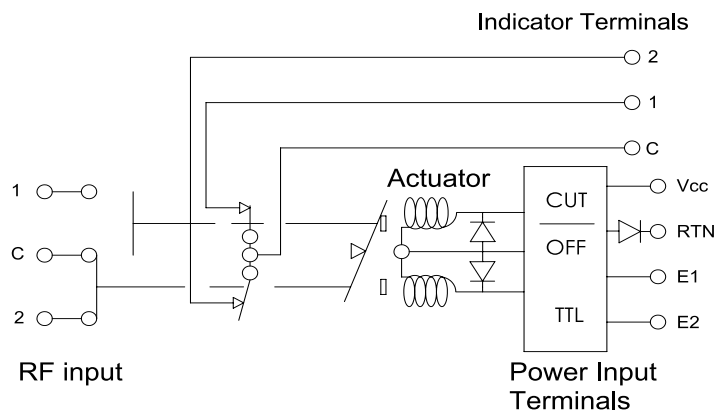 Indicator Terminals
2
1
C
Actuator
1
C
2
RF input
CUT
OFF
TTL
Vcc
RTN
E1
E2
Power Input
Terminals